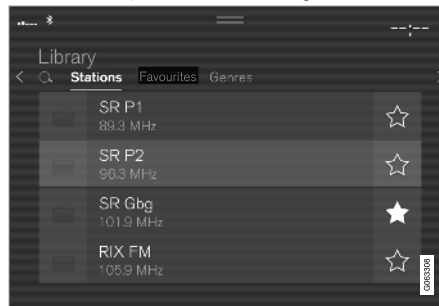 --:--
Library
Stations Favourites Genres
SR P1
89.3 MHz
SR P2
96.3 MHz
SR Gbg
101.9 MHz
RIX FM
105.9 MHz
G063308